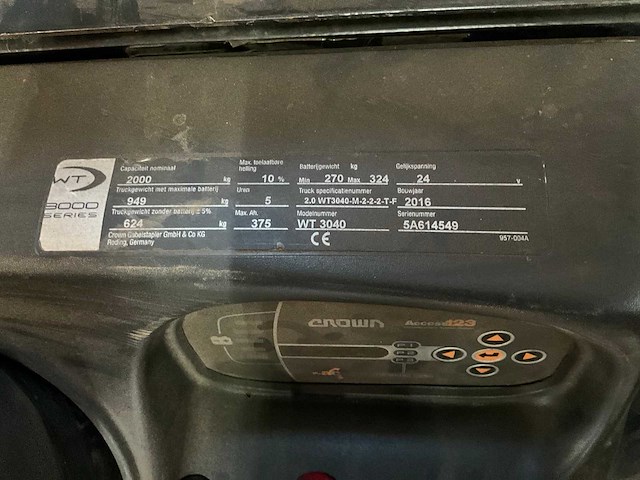 WT
3000
SERIES
Capaciteit nominaal
2000 kg
Max. toelaatbare
helling
10 %
Batterijgewicht kg
Min 270 Max 324
Gelijkspanning
24 v
Truckgewicht met maximale batterij
949 kg
Uren
5
Truck specificatienummer
2.0 WT3040-M-2-2-2-T-F
Bouwjaar
2016
Truckgewicht zonder batterij ± 5%
624 kg
Max. Ah.
375
Modelnummer
WT 3040
Serienummer
5A614549
Crown Gabelstapler GmbH & Co KG
Roding, Germany
CE
957-004A
CROWN
Access 123